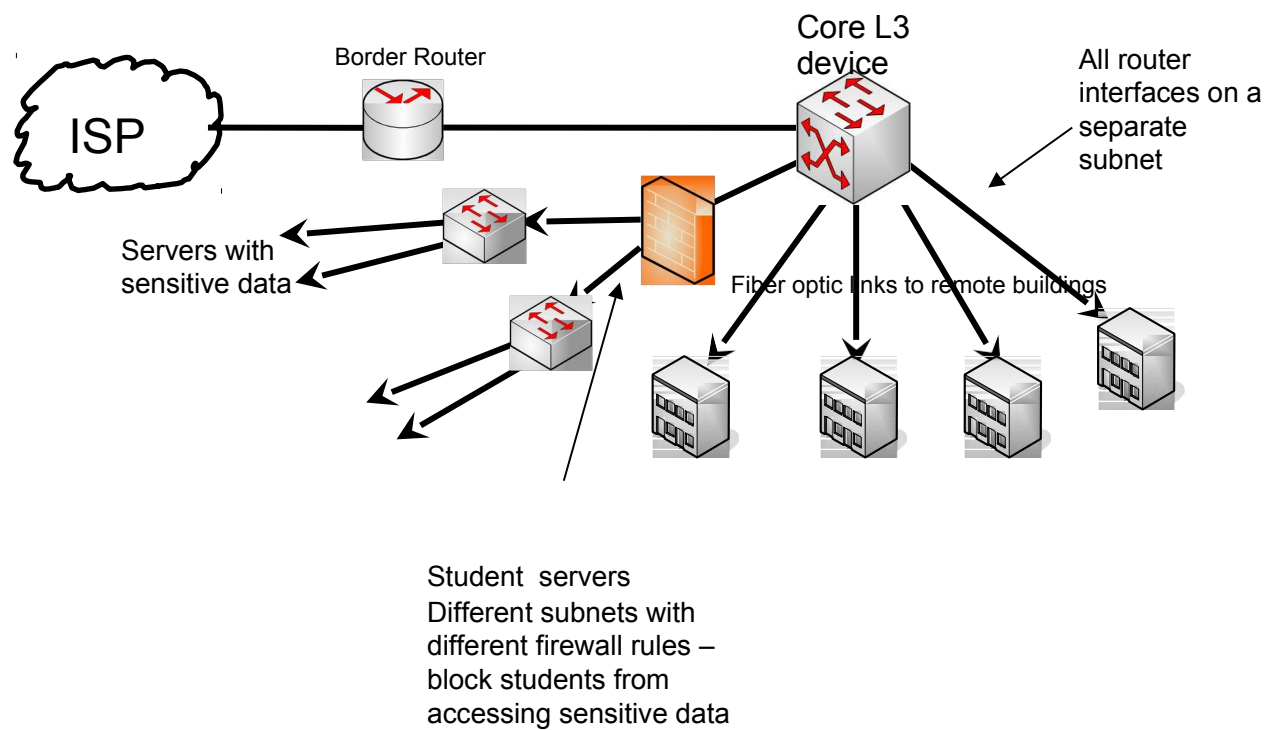 Core L3
device
Border Router
All router
interfaces on a
separate
subnet
ISP
Servers with
sensitive data
Fiber optic links to remote buildings
Student  servers
Different subnets with
different firewall rules –
block students from
accessing sensitive data